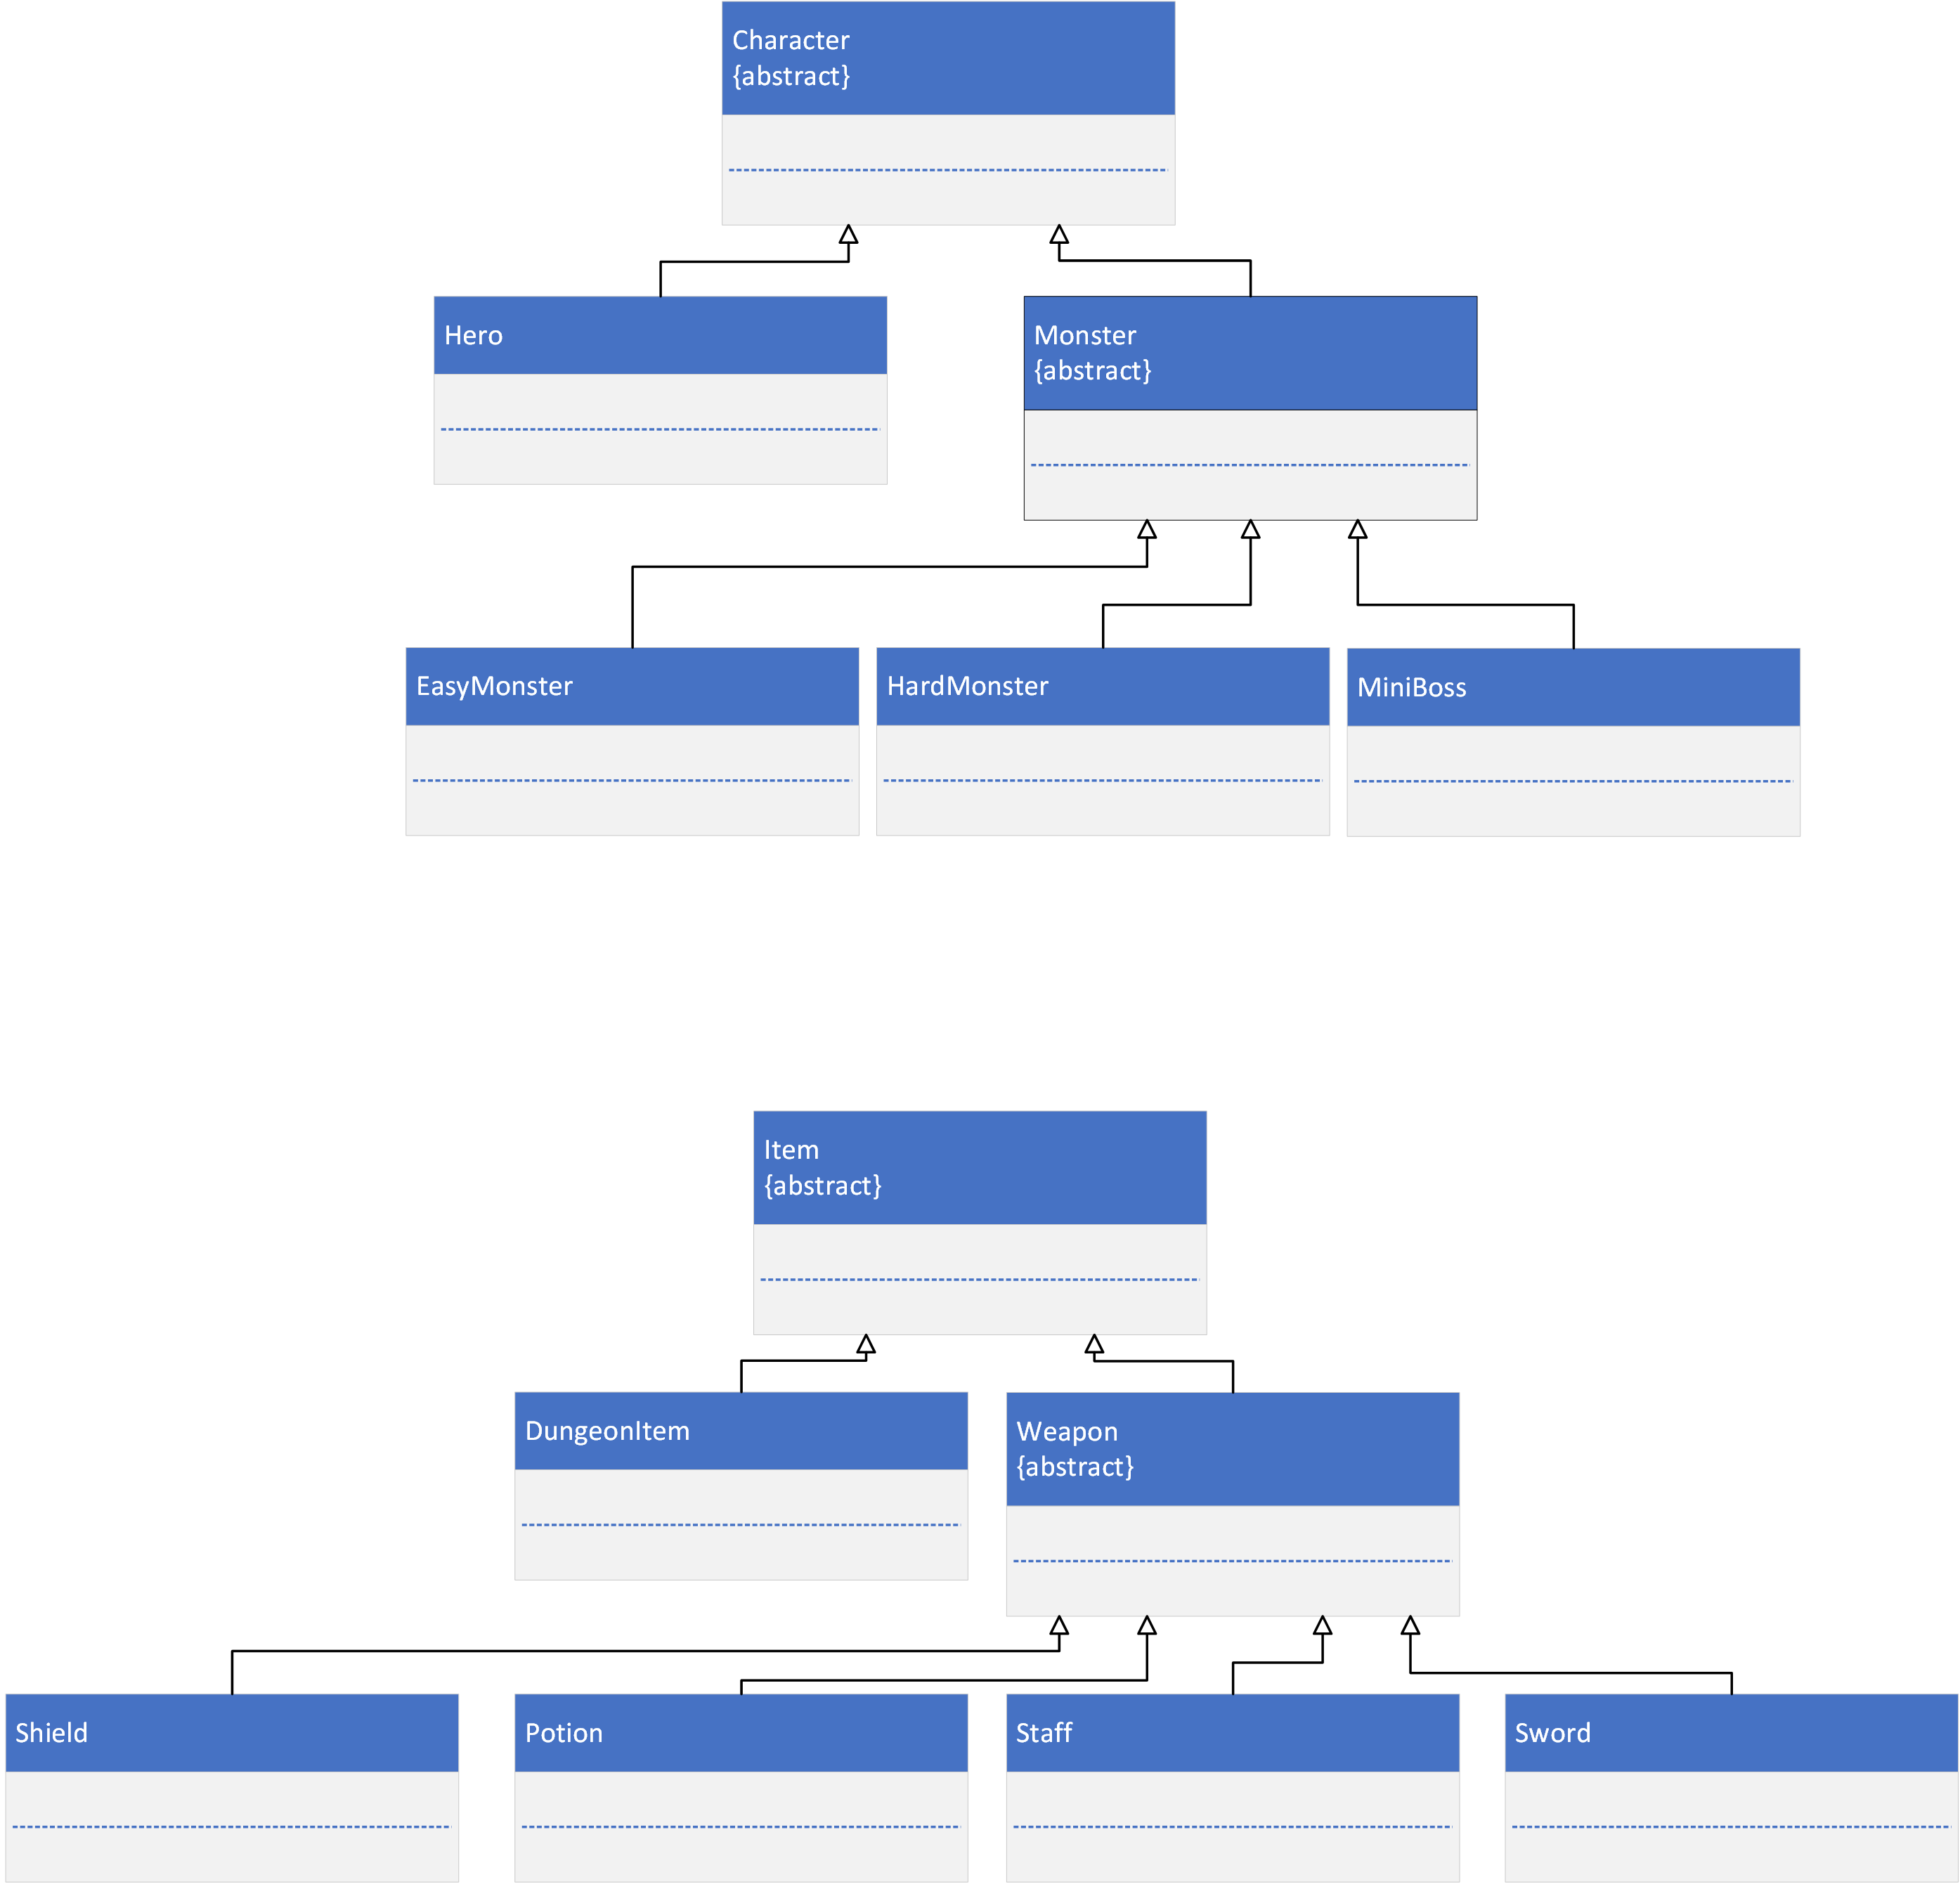 Character
{abstract}
Hero
Monster
{abstract}
EasyMonster
HardMonster
MiniBoss
Item
{abstract}
DungeonItem
Weapon
{abstract}
Shield
Potion
Staff
Sword